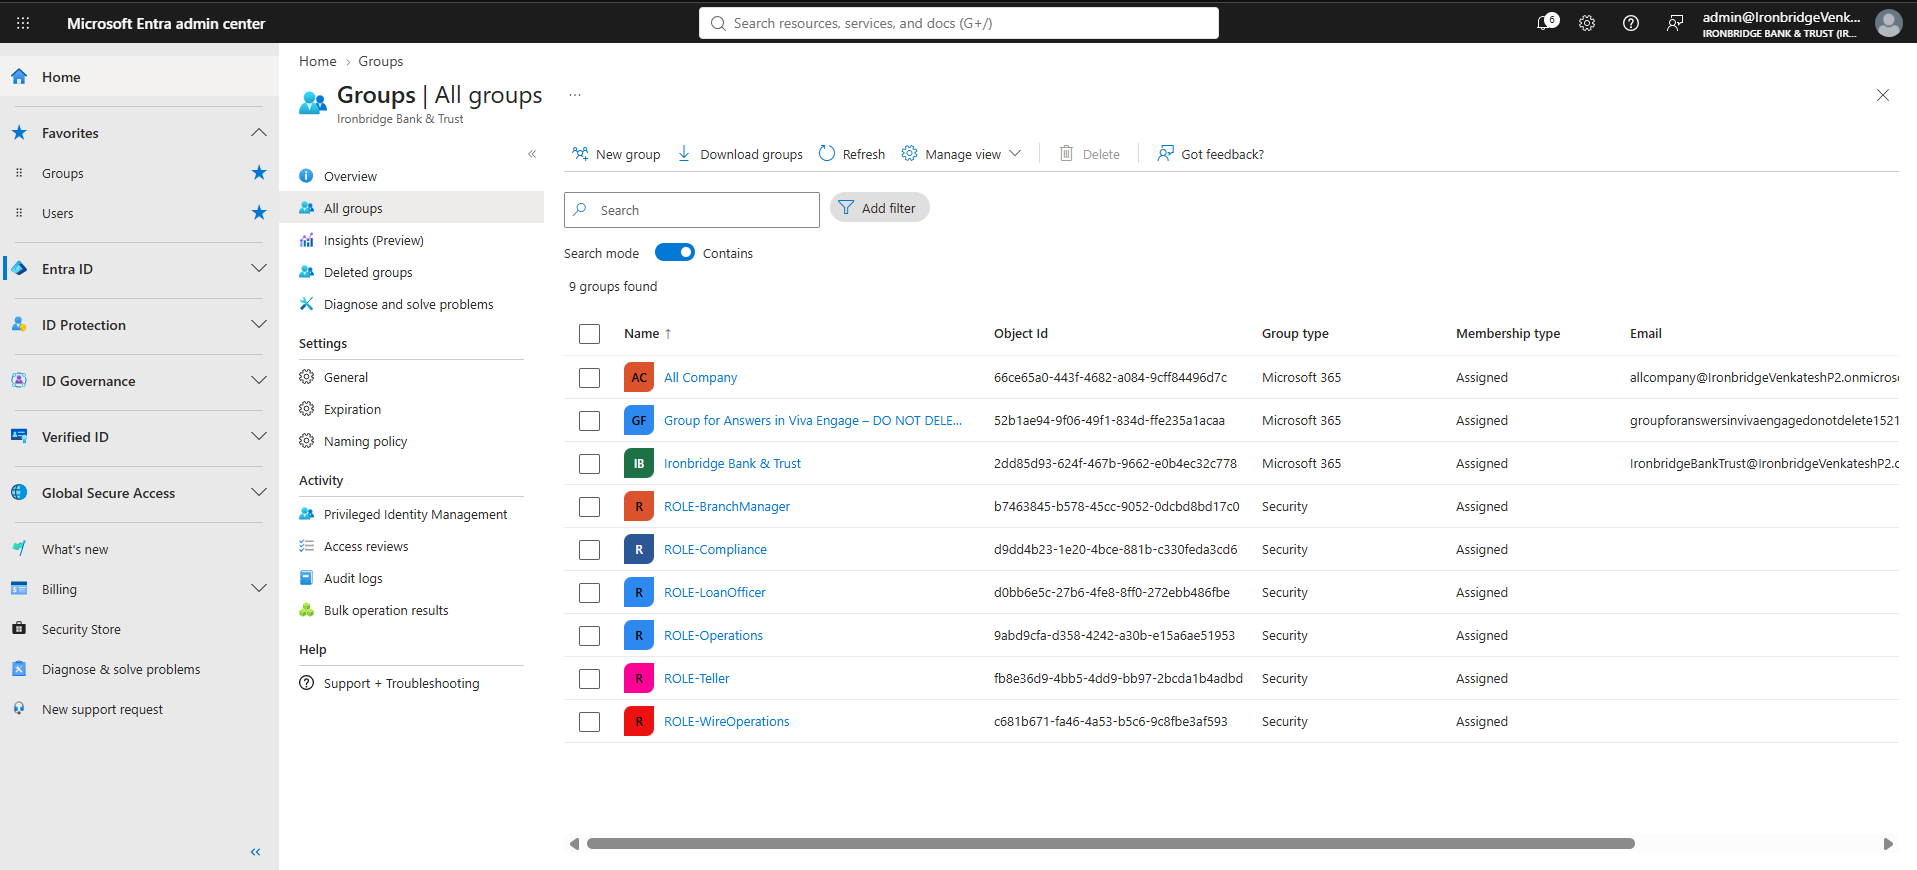 Microsoft Entra admin center
Search resources, services, and docs (G+/)
6
admin@IronbridgeVenk...
IRONBRIDGE BANK & TRUST (IR...
Home
Favorites
Groups
Users
Entra ID
ID Protection
ID Governance
Verified ID
Global Secure Access
What's new
Billing
Security Store
Diagnose & solve problems
New support request
«
Home > Groups
Groups | All groups ...
Ironbridge Bank & Trust
«
Overview
All groups
Insights (Preview)
Deleted groups
Diagnose and solve problems
Settings
General
Expiration
Naming policy
Activity
Privileged Identity Management
Access reviews
Audit logs
Bulk operation results
Help
Support + Troubleshooting
New group Download groups Refresh Manage view Delete Got feedback?
Search Add filter
Search mode Contains
9 groups found
Name ↑ Object Id Group type Membership type Email
AC All Company 66ce65a0-443f-4682-a084-9cff84496d7c Microsoft 365 Assigned allcompany@IronbridgeVenkateshP2.onmicroso
GF Group for Answers in Viva Engage – DO NOT DELE... 52b1ae94-9f06-49f1-834d-ffe235a1acaa Microsoft 365 Assigned groupforanswersinvivaengagedonotdelete1521
IB Ironbridge Bank & Trust 2dd85d93-624f-467b-9662-e0b4ec32c778 Microsoft 365 Assigned IronbridgeBankTrust@IronbridgeVenkateshP2.c
R ROLE-BranchManager b7463845-b578-45cc-9052-0dcbd8bd17c0 Security Assigned
R ROLE-Compliance d9dd4b23-1e20-4bce-881b-c330feda3cd6 Security Assigned
R ROLE-LoanOfficer d0bb6e5c-27b6-4fe8-8ff0-272ebb486fbe Security Assigned
R ROLE-Operations 9abd9cfa-d358-4242-a30b-e15a6ae51953 Security Assigned
R ROLE-Teller fb8e36d9-4bb5-4dd9-bb97-2bcda1b4adbd Security Assigned
R ROLE-WireOperations c681b671-fa46-4a53-b5c6-9c8fbe3af593 Security Assigned